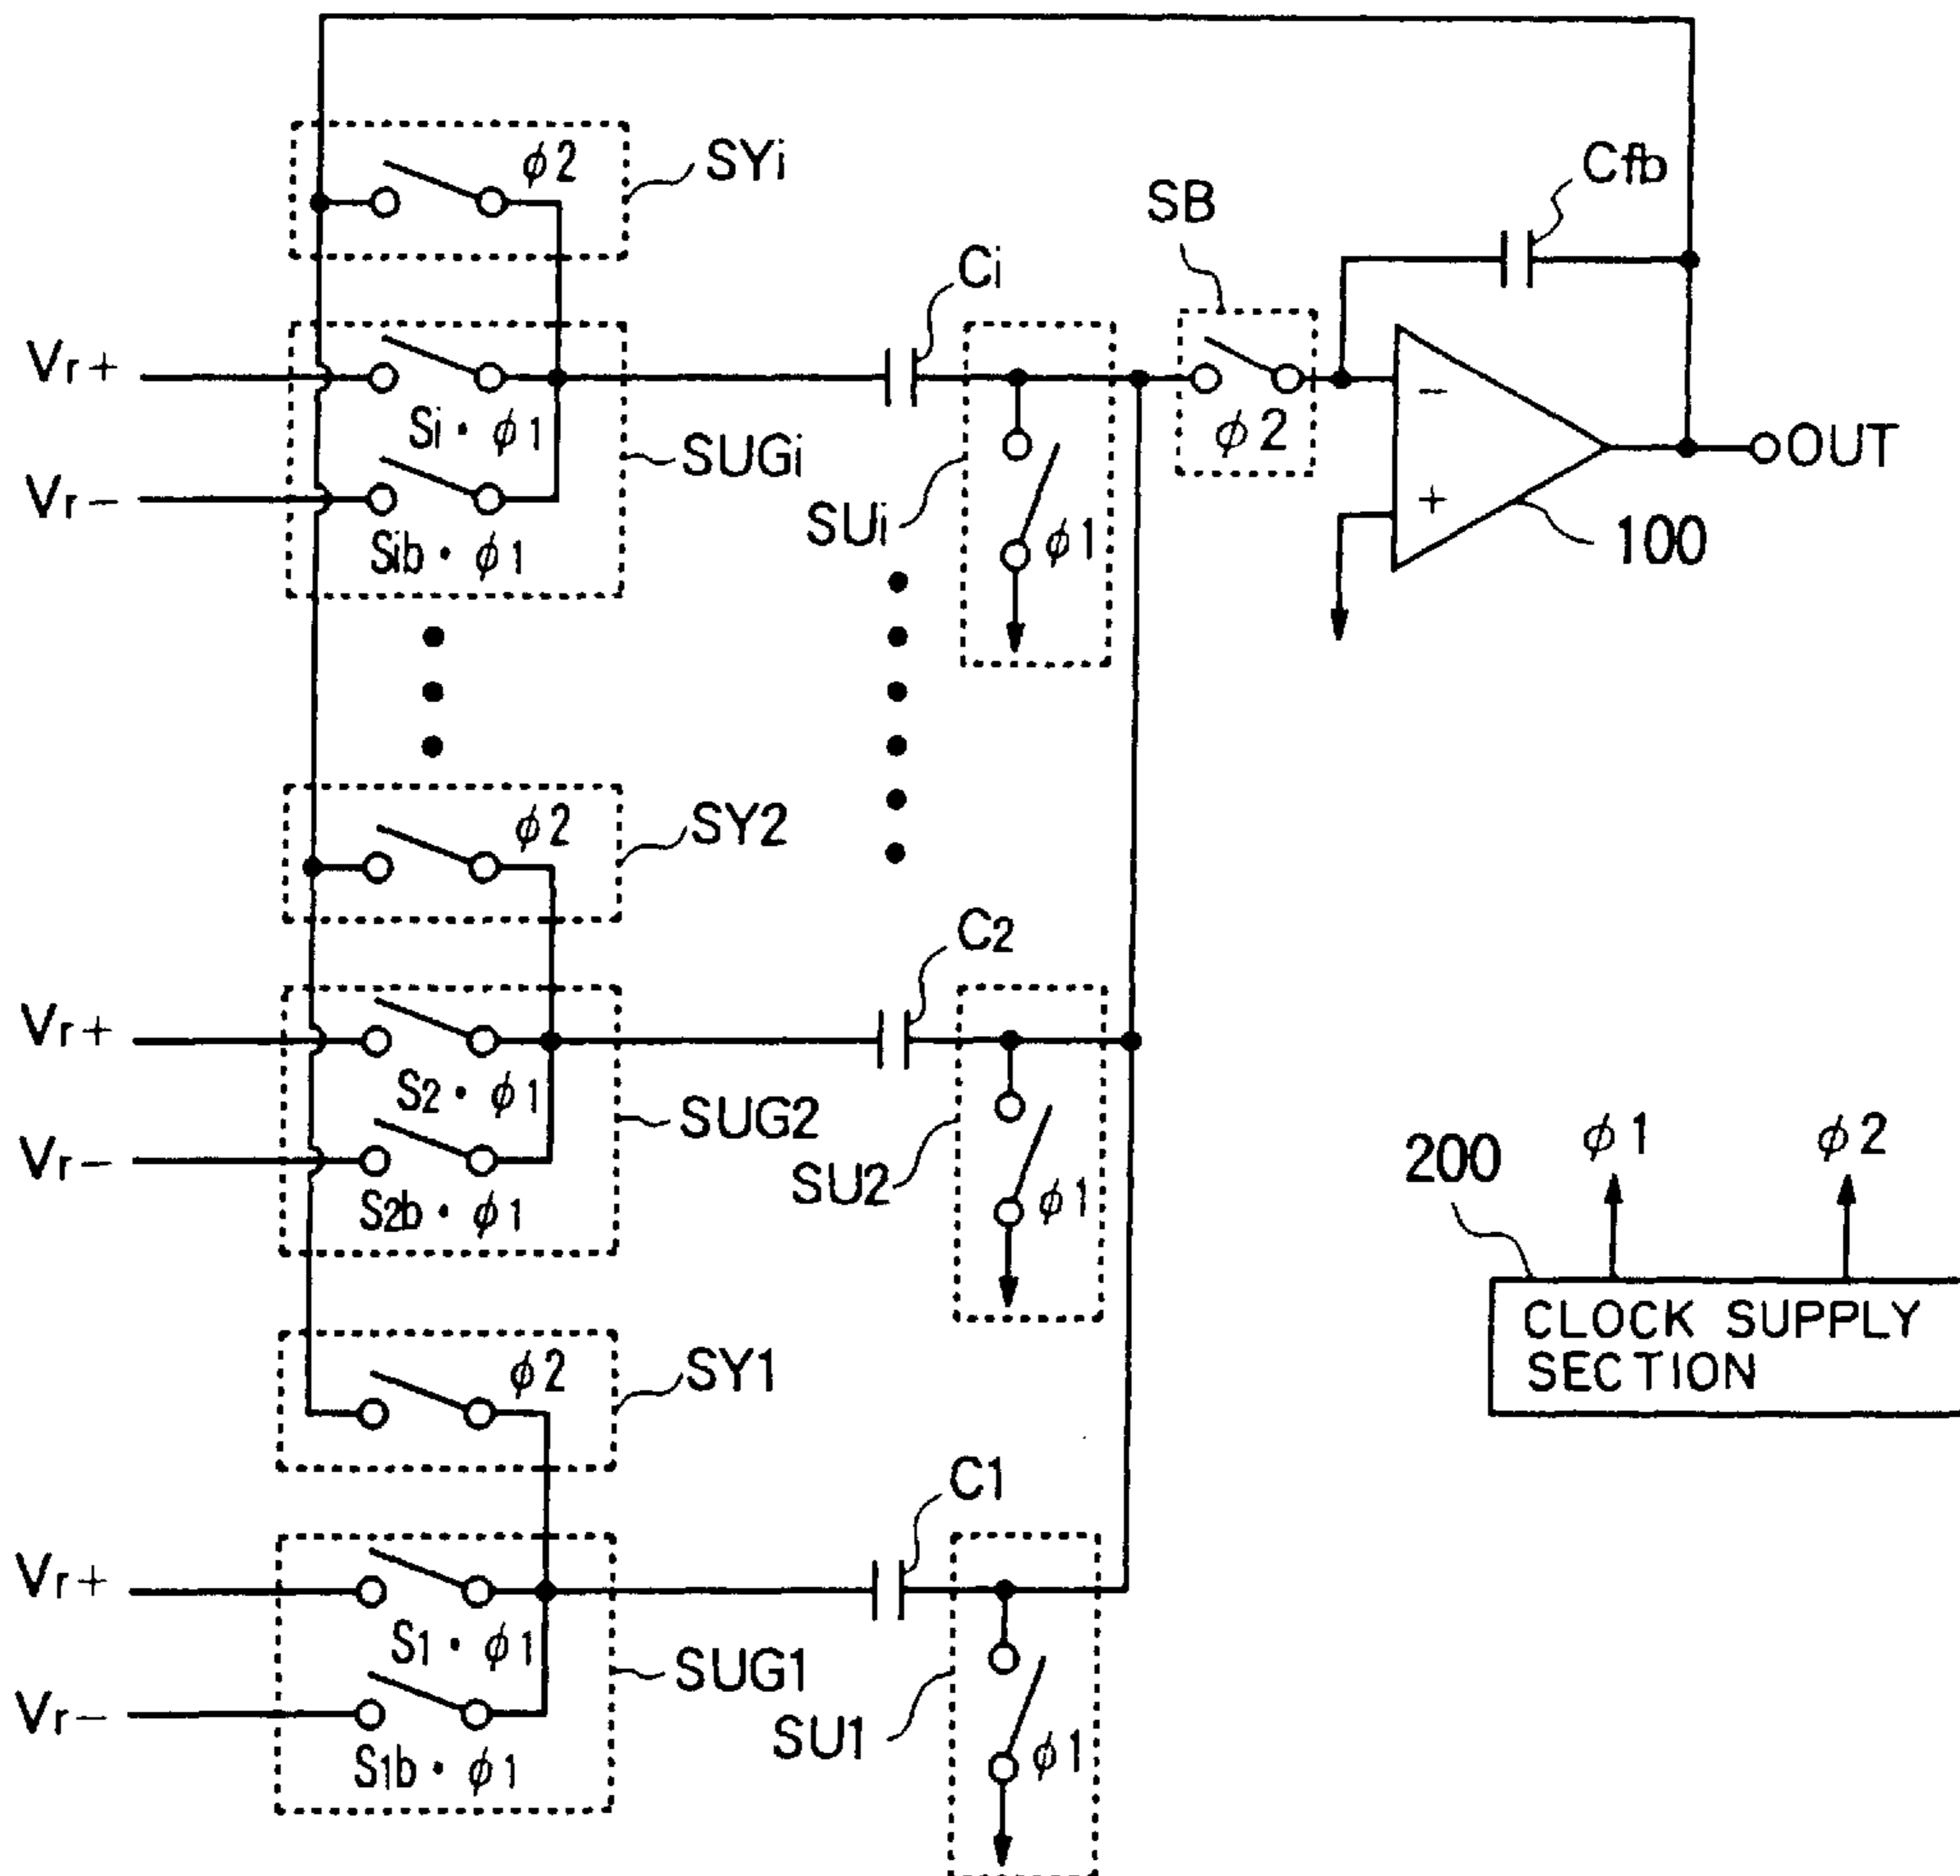 φ2
SYi
Cfb
SB
Ci
Vr+
Si・φ1
SUGi
Vr−
Sib・φ1
SUi
φ1
φ2
−
+
OUT
100
φ2
SY2
C2
Vr+
S2・φ1
SUG2
Vr−
S2b・φ1
SU2
φ1
200
φ1
φ2
CLOCK SUPPLY
SECTION
φ2
SY1
C1
Vr+
S1・φ1
SUG1
Vr−
S1b・φ1
SU1
φ1